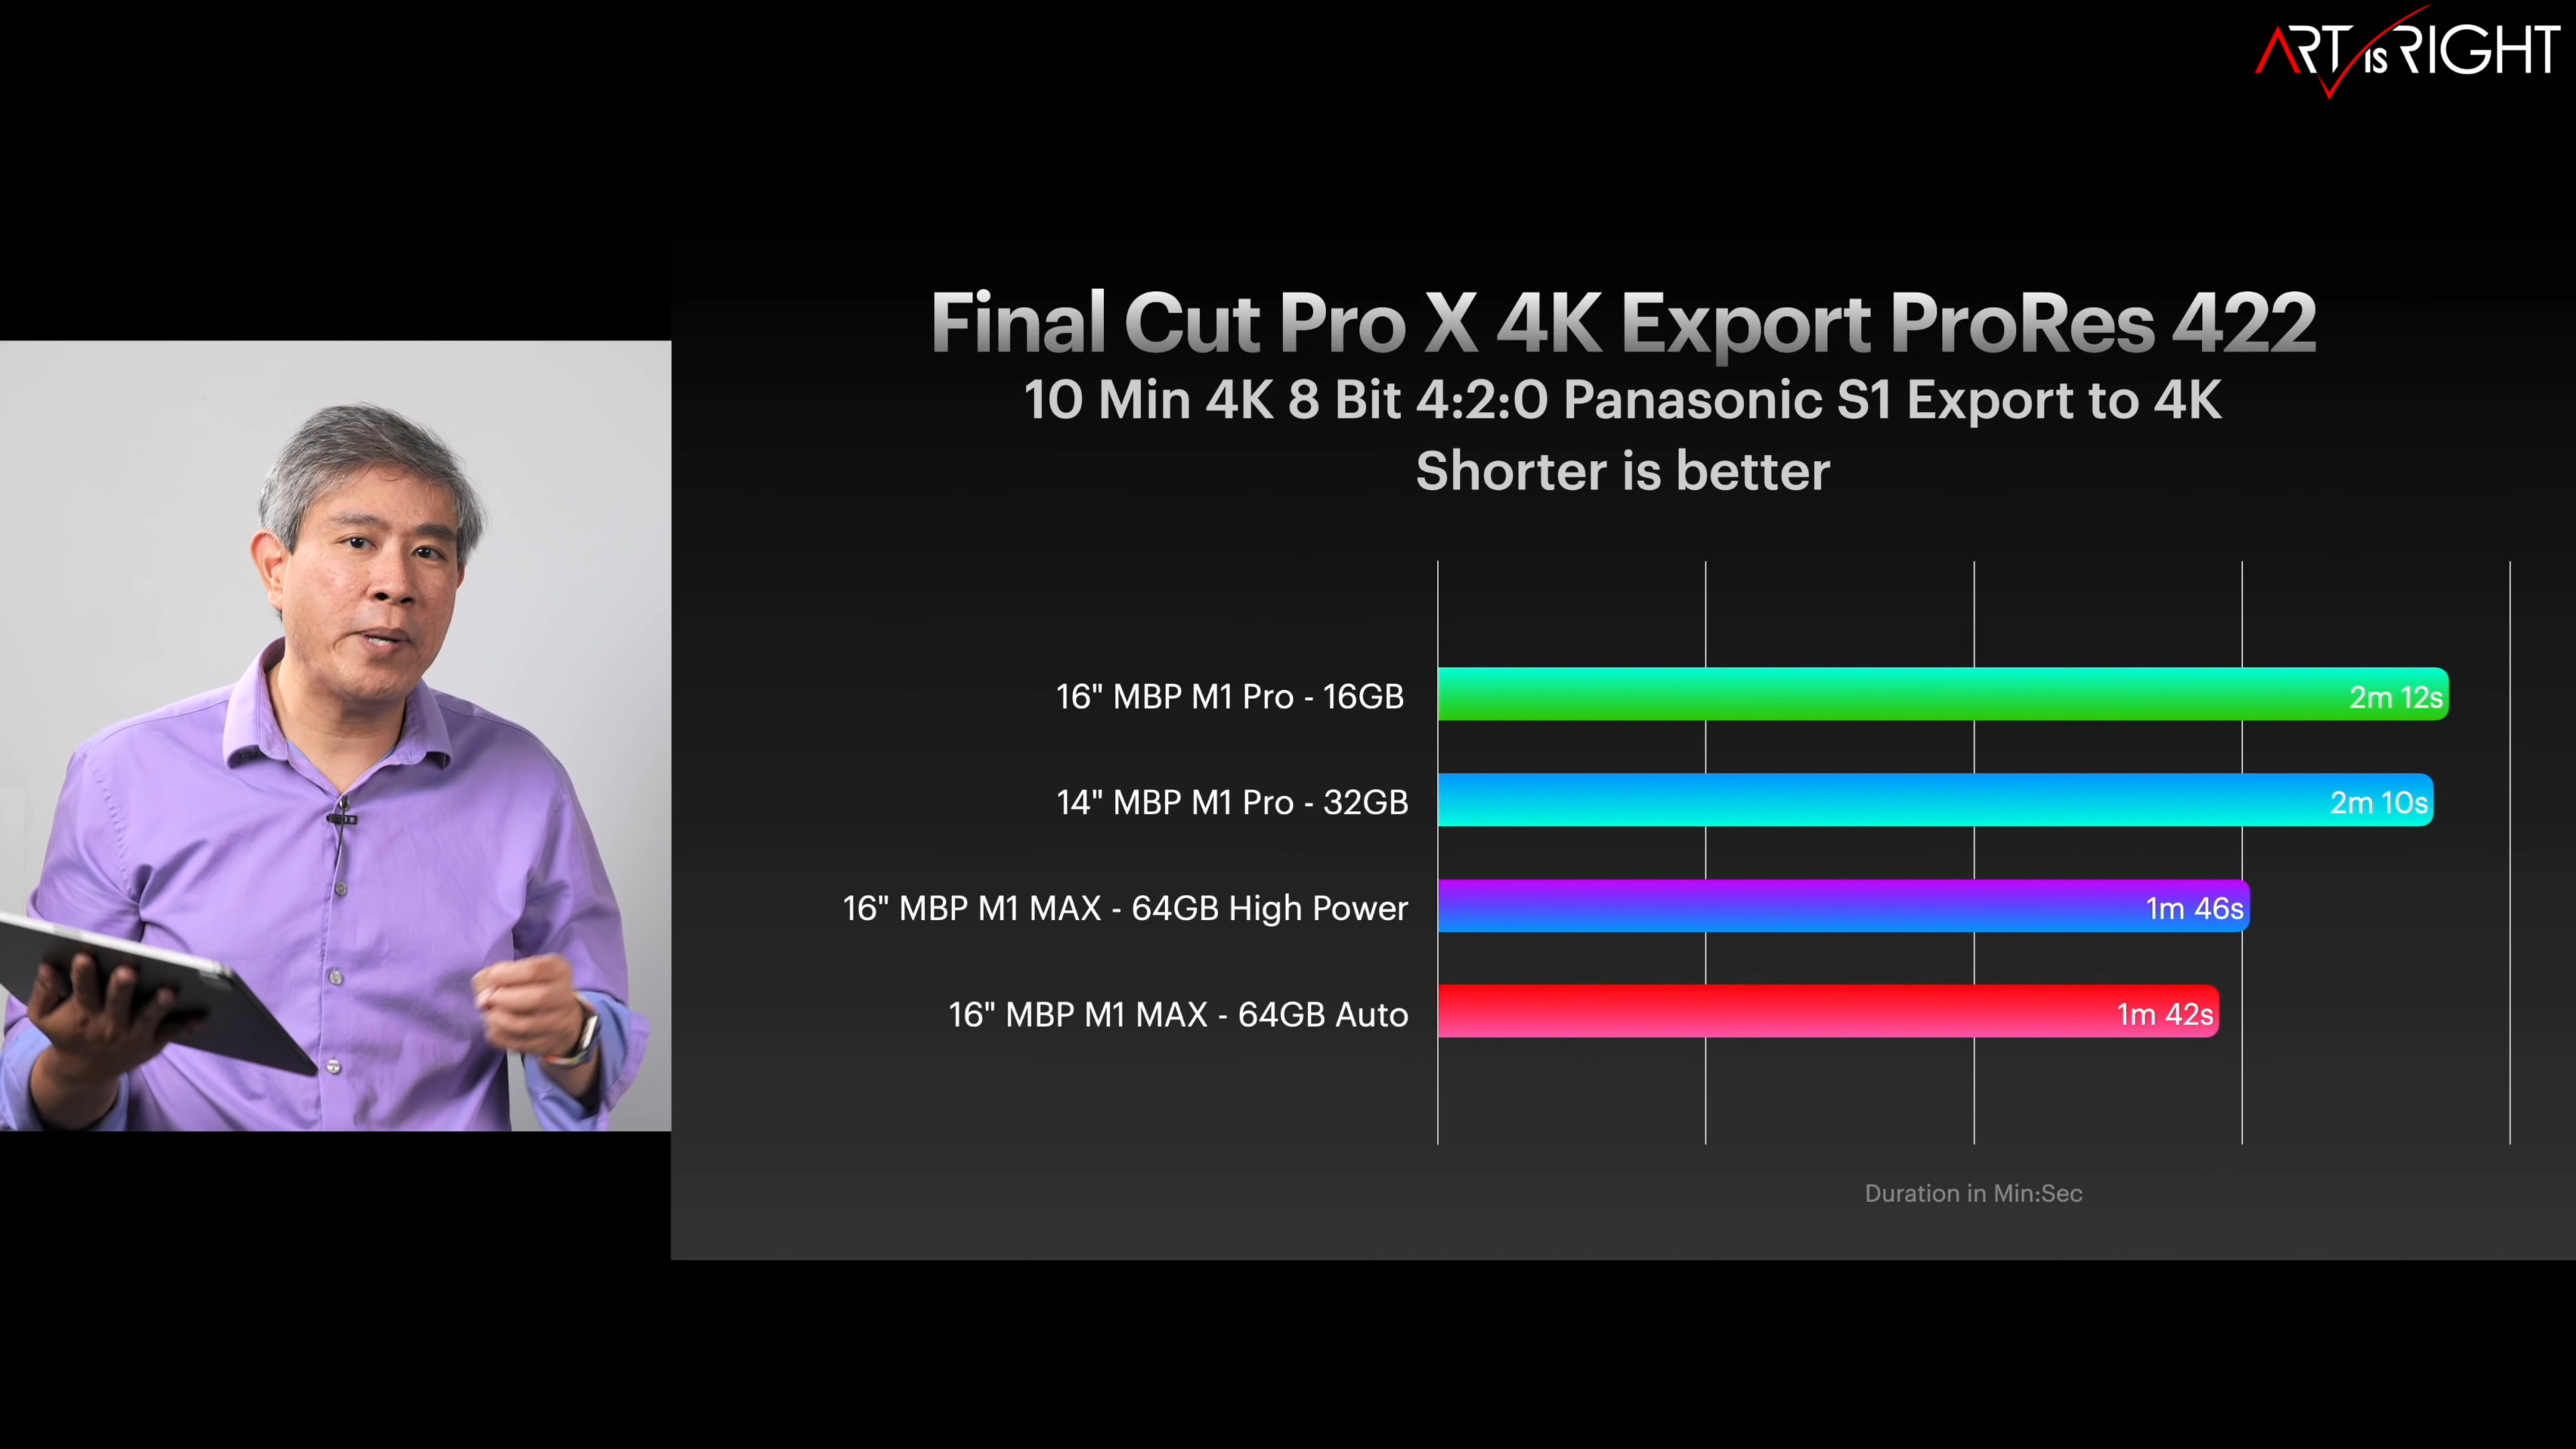 ART IS RIGHT
Final Cut Pro X 4K Export ProRes 422
10 Min 4K 8 Bit 4:2:0 Panasonic S1 Export to 4K
Shorter is better
16" MBP M1 Pro - 16GB
2m 12s
14" MBP M1 Pro - 32GB
2m 10s
16" MBP M1 MAX - 64GB High Power
1m 46s
16" MBP M1 MAX - 64GB Auto
1m 42s
Duration in Min:Sec